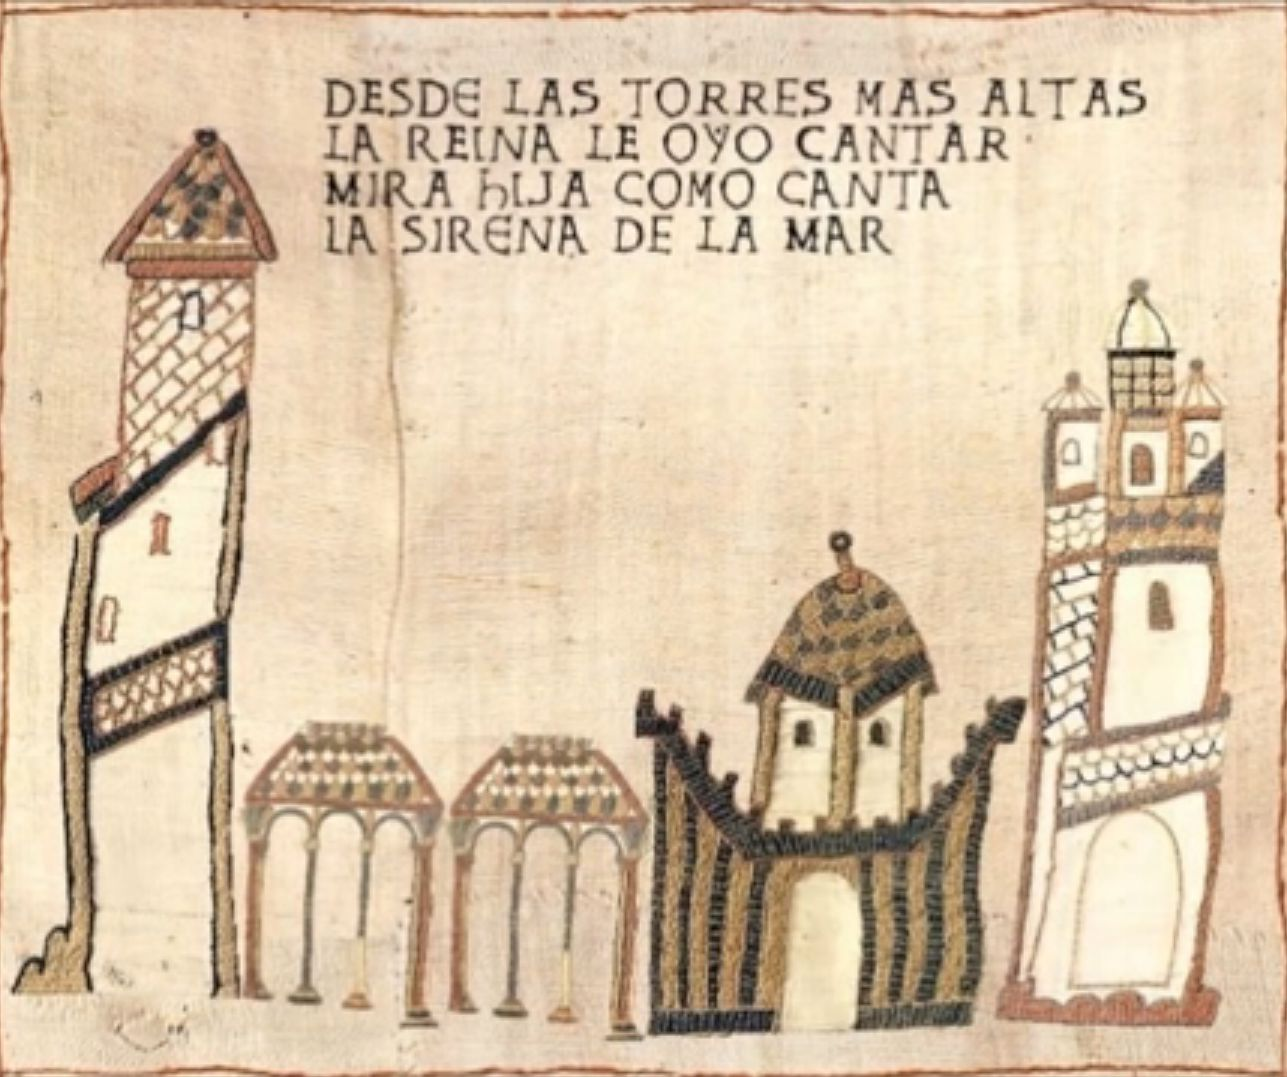 DESDE LAS TORRES MAS ALTAS
LA REINA LE OYO CANTAR
MIRA hIJA COMO CANTA
LA SIRENA DE LA MAR